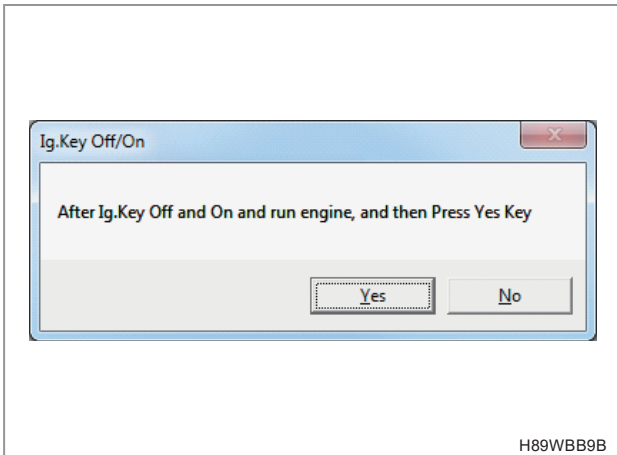 Ig.Key Off/On
After Ig.Key Off and On and run engine, and then Press Yes Key
Yes No
H89WBB9B